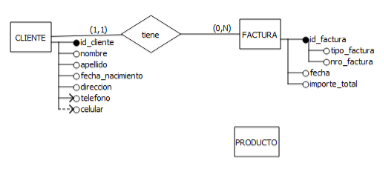 (1,1)
(0,N)
CLIENTE
tiene
FACTURA
id_cliente
nombre
apellido
fecha_nacimiento
direccion
telefono
celular
id_factura
tipo_factura
nro_factura
fecha
importe_total
PRODUCTO